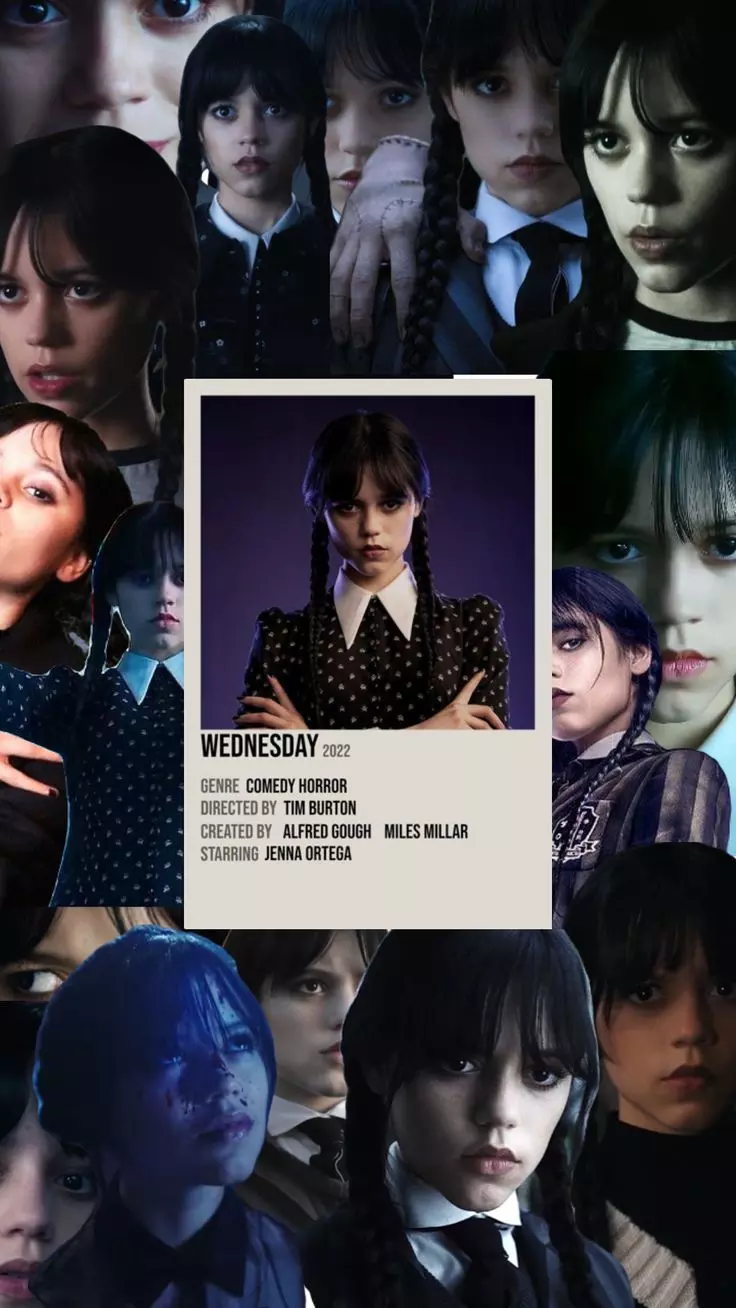 WEDNESDAY 2022
GENRE COMEDY HORROR
DIRECTED BY TIM BURTON
CREATED BY ALFRED GOUGH MILES MILLAR
STARRING JENNA ORTEGA